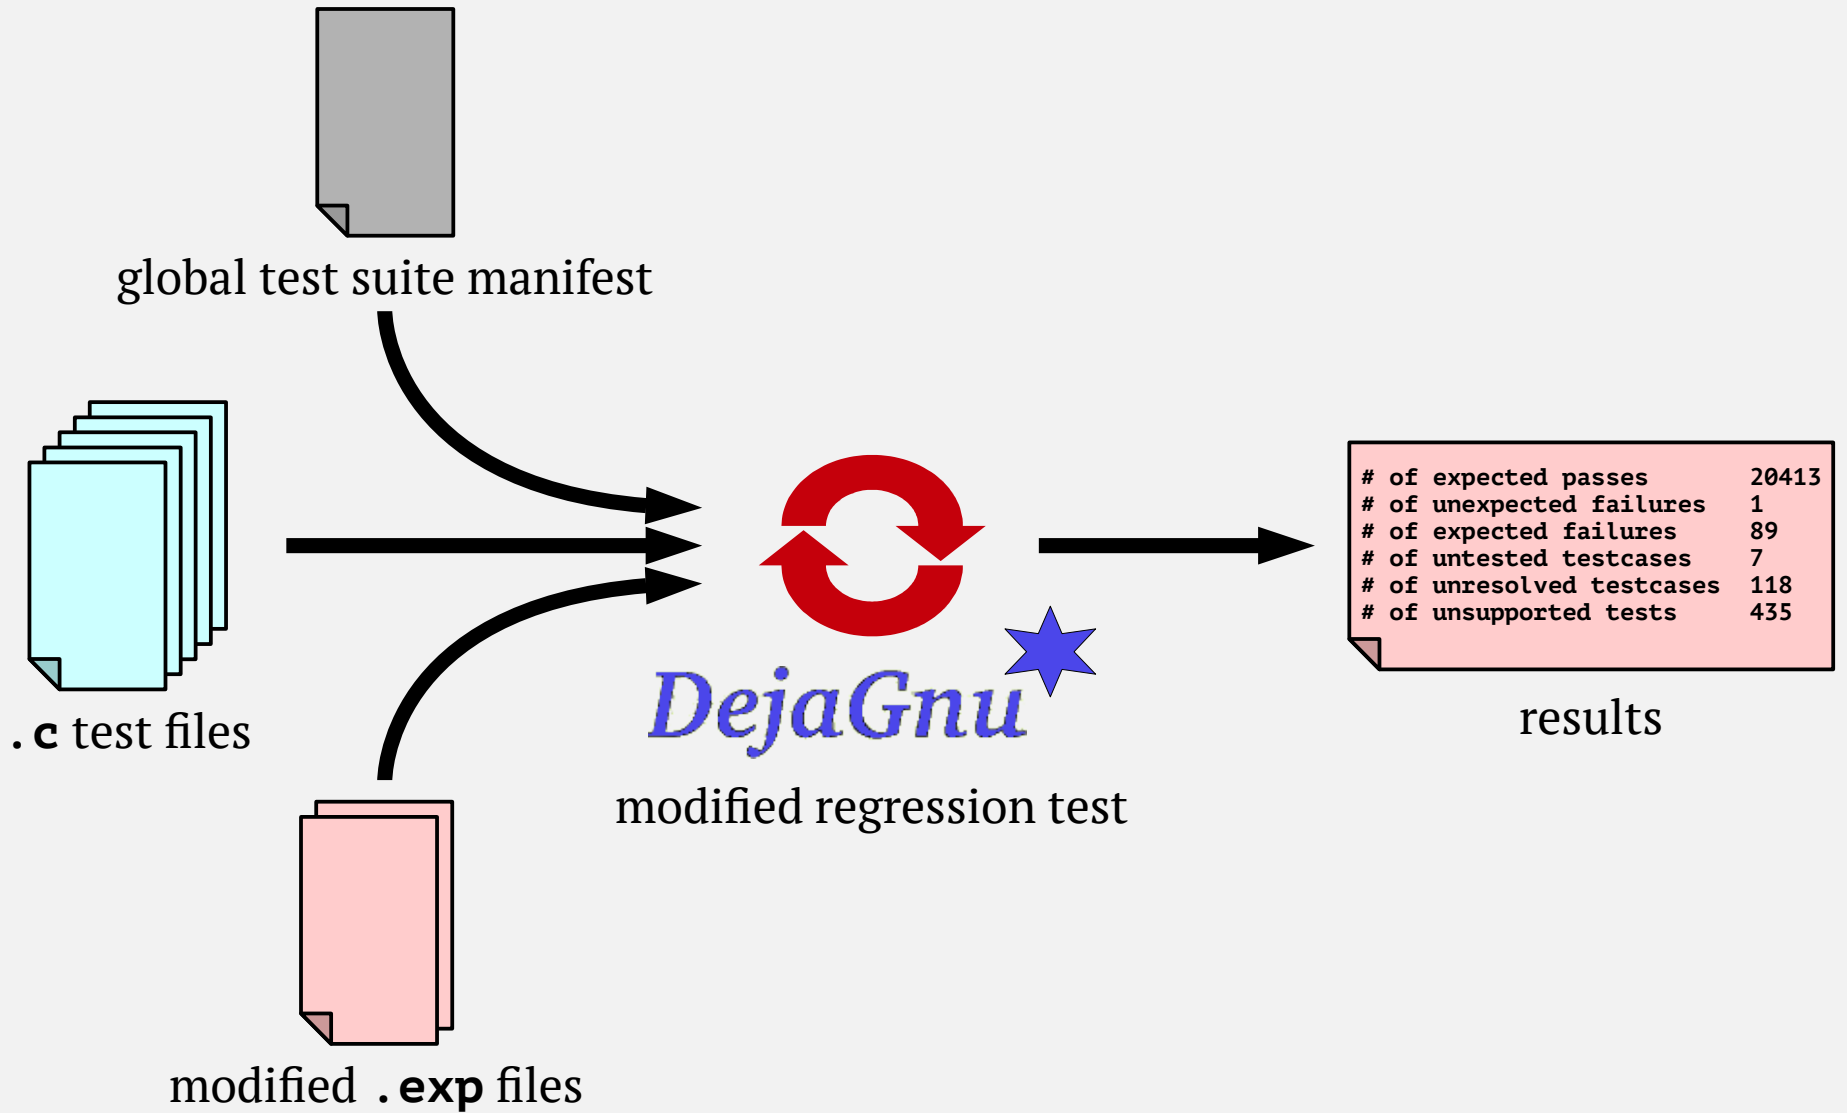 global test suite manifest
.c test files
modified .exp files
DejaGnu
modified regression test
# of expected passes 20413
# of unexpected failures 1
# of expected failures 89
# of untested testcases 7
# of unresolved testcases 118
# of unsupported tests 435
results